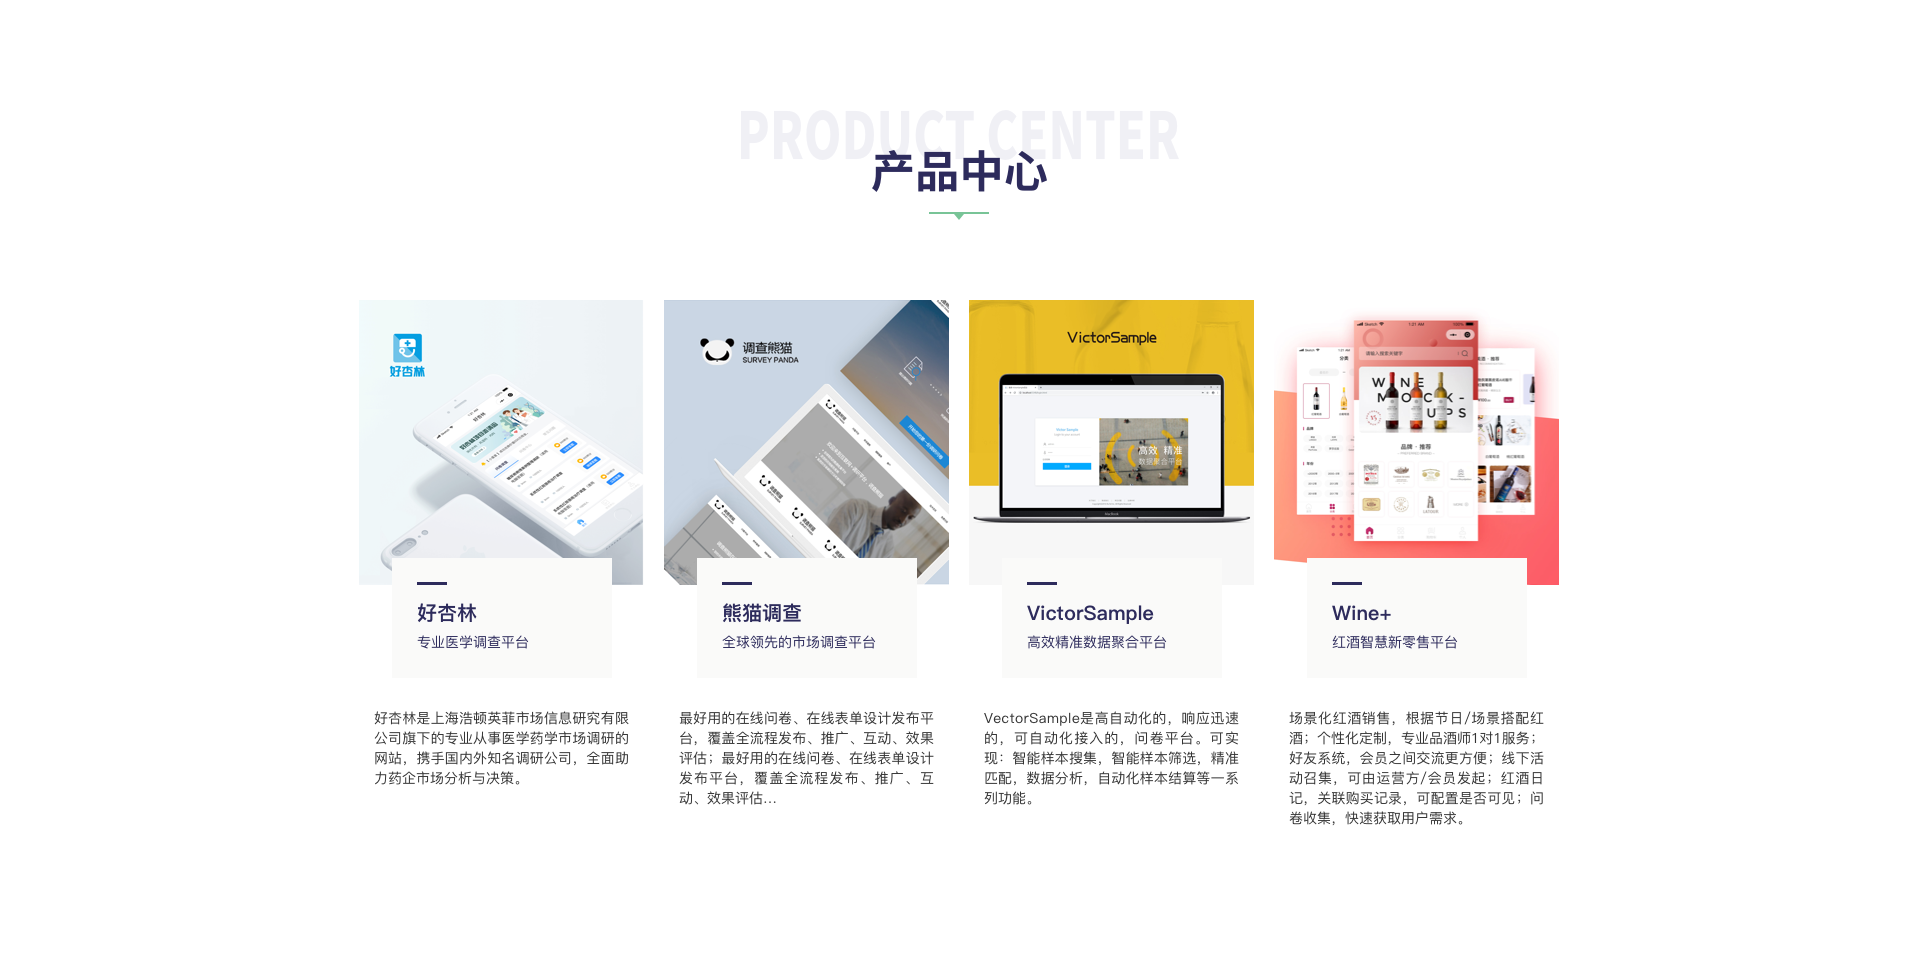 PRODUCT CENTER
产品中心
好杏林
调查熊猫
SURVEY PANDA
VictorSample
Victor Sample
高效 精准
数据聚合平台
分类
请输入搜索关键字
WINE
MOCK-
UPS
品牌·推荐
好杏林
专业医学调查平台
熊猫调查
全球领先的市场调查平台
VictorSample
高效精准数据聚合平台
Wine+
红酒智慧新零售平台
好杏林是上海浩顿英菲市场信息研究有限
公司旗下的专业从事医学药学市场调研的
网站，携手国内外知名调研公司，全面助
力药企市场分析与决策。
最好用的在线问卷、在线表单设计发布平
台，覆盖全流程发布、推广、互动、效果
评估；最好用的在线问卷、在线表单设计
发布平台，覆盖全流程发布、推广、互
动、效果评估...
VectorSample是高自动化的，响应迅速
的，可自动化接入的，问卷平台。可实
现：智能样本搜集，智能样本筛选，精准
匹配，数据分析，自动化样本结算等一系
列功能。
场景化红酒销售，根据节日/场景搭配红
酒；个性化定制，专业品酒师1对1服务；
好友系统，会员之间交流更方便；线下活
动召集，可由运营方/会员发起；红酒日
记，关联购买记录，可配置是否可见；问
卷收集，快速获取用户需求。